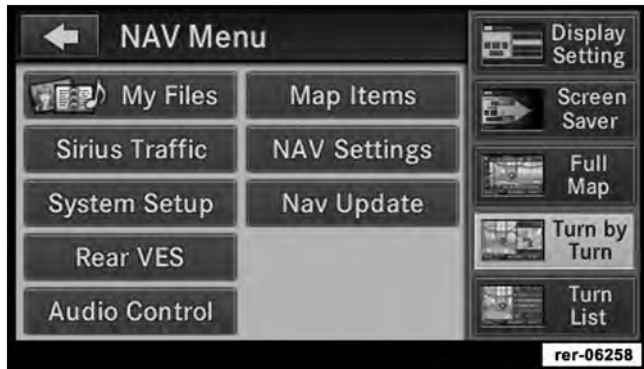 NAV Menu
My Files
Map Items
Sirius Traffic
NAV Settings
System Setup
Nav Update
Rear VES
Audio Control
Display
Setting
Screen
Saver
Full
Map
Turn by
Turn
Turn
List
rer-06258